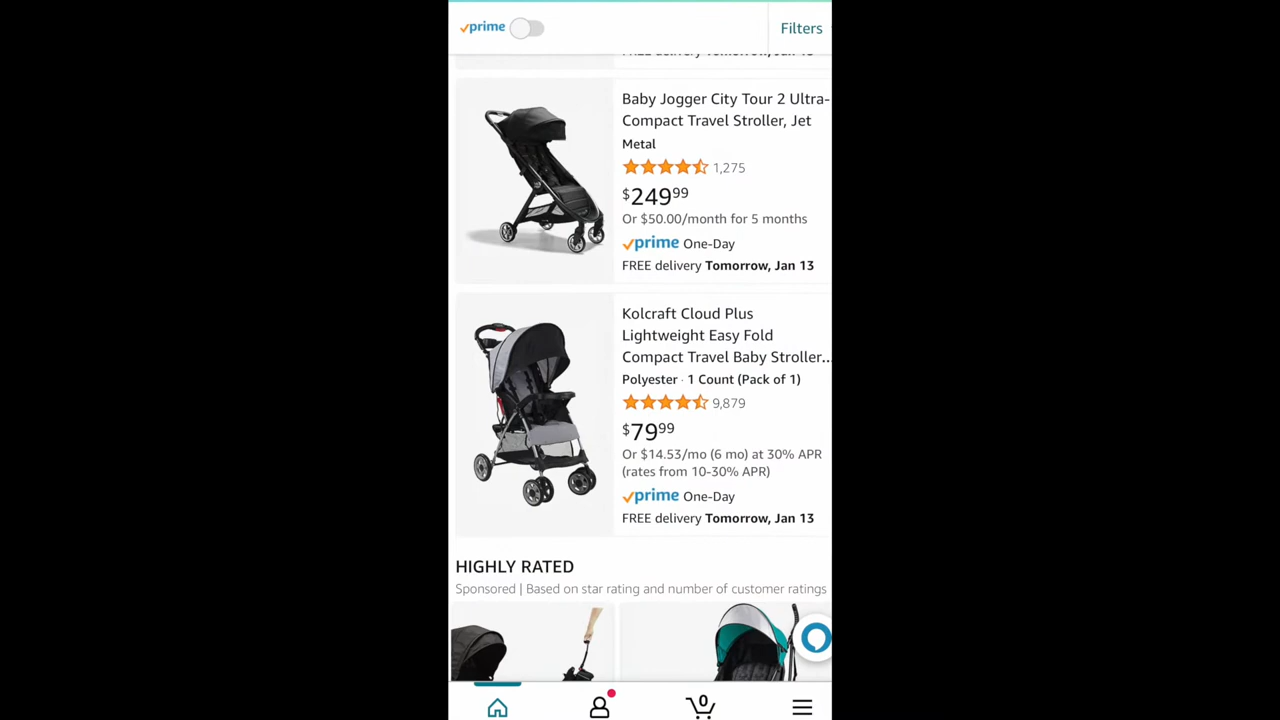 prime
Filters
Baby Jogger City Tour 2 Ultra-
Compact Travel Stroller, Jet
Metal
1,275
$249.99
Or $50.00/month for 5 months
prime One-Day
FREE delivery Tomorrow, Jan 13
Kolcraft Cloud Plus
Lightweight Easy Fold
Compact Travel Baby Stroller...
Polyester · 1 Count (Pack of 1)
9,879
$79.99
Or $14.53/mo (6 mo) at 30% APR
(rates from 10-30% APR)
prime One-Day
FREE delivery Tomorrow, Jan 13
HIGHLY RATED
Sponsored | Based on star rating and number of customer ratings
0